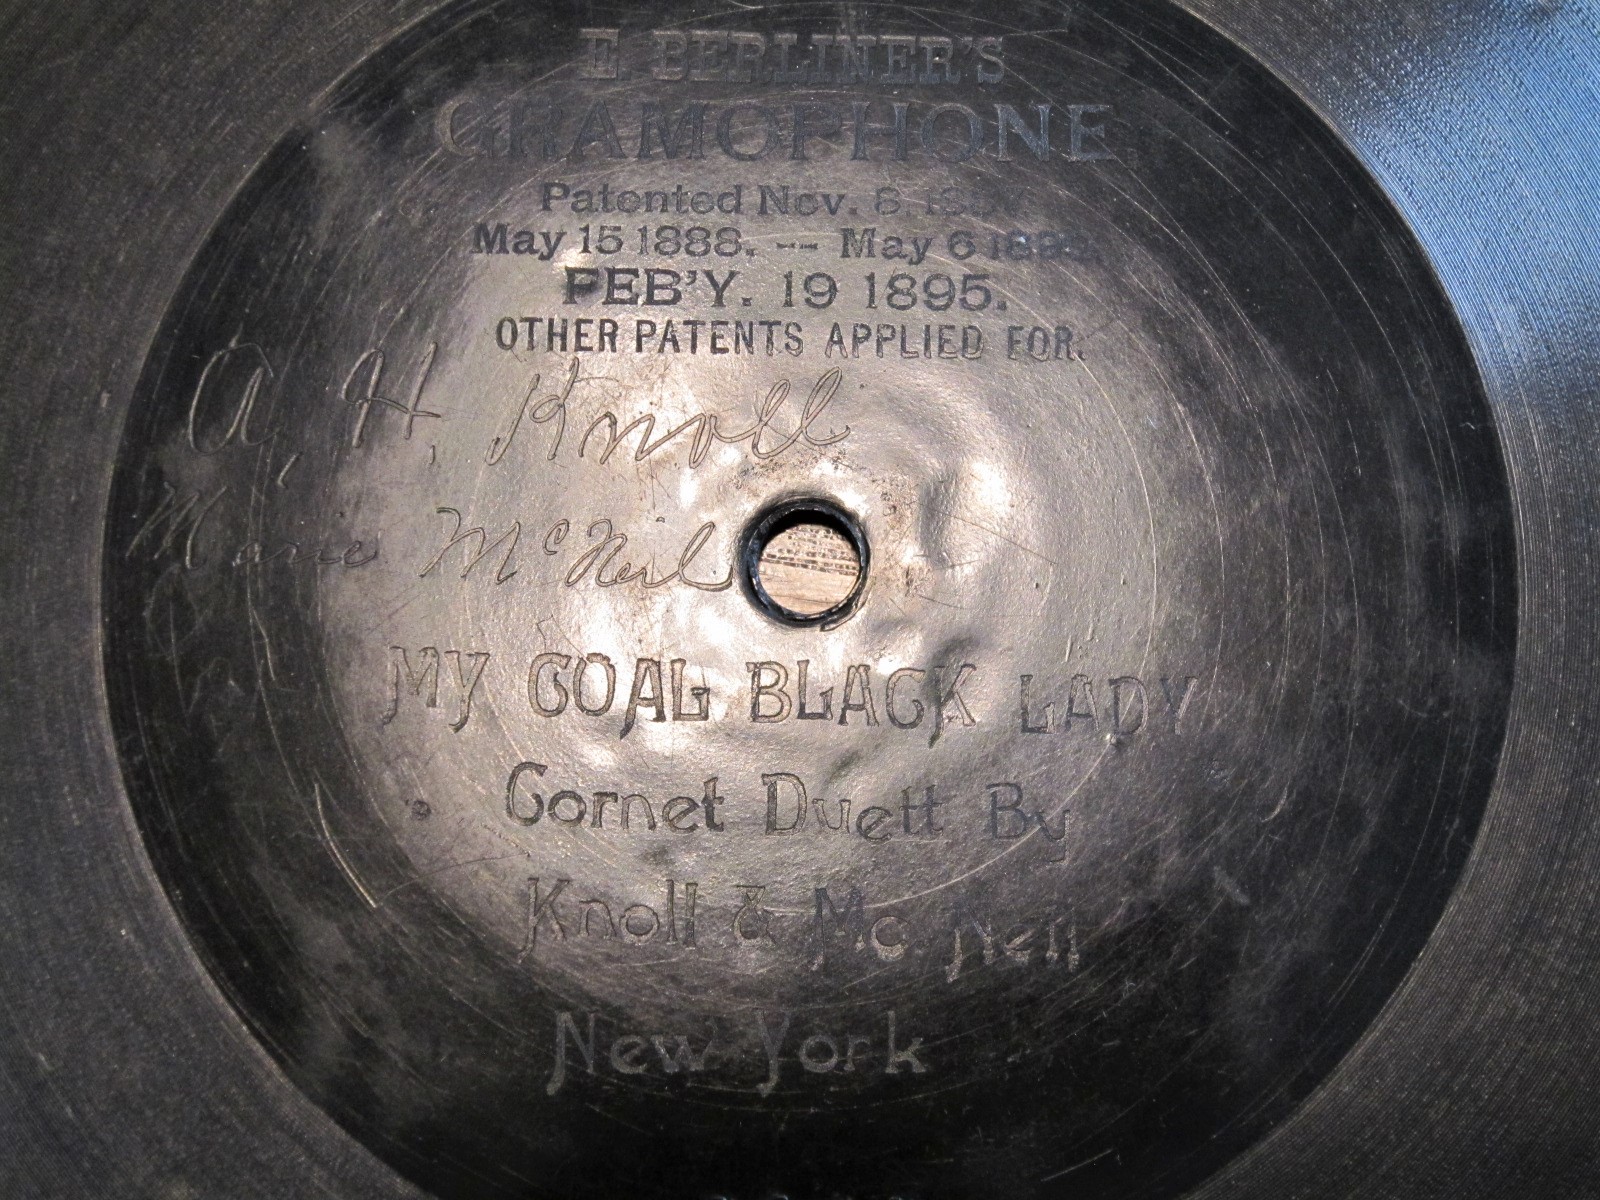 E. BERLINER'S
GRAMOPHONE
Patented Nov. 8, 
May 15 1888. -- May 6 
FEB'Y. 19 1895.
OTHER PATENTS APPLIED FOR.
A. H. Knoll
Marie McNeil
MY COAL BLACK LADY
Cornet Duett By
Knoll & Mc Neil
New York